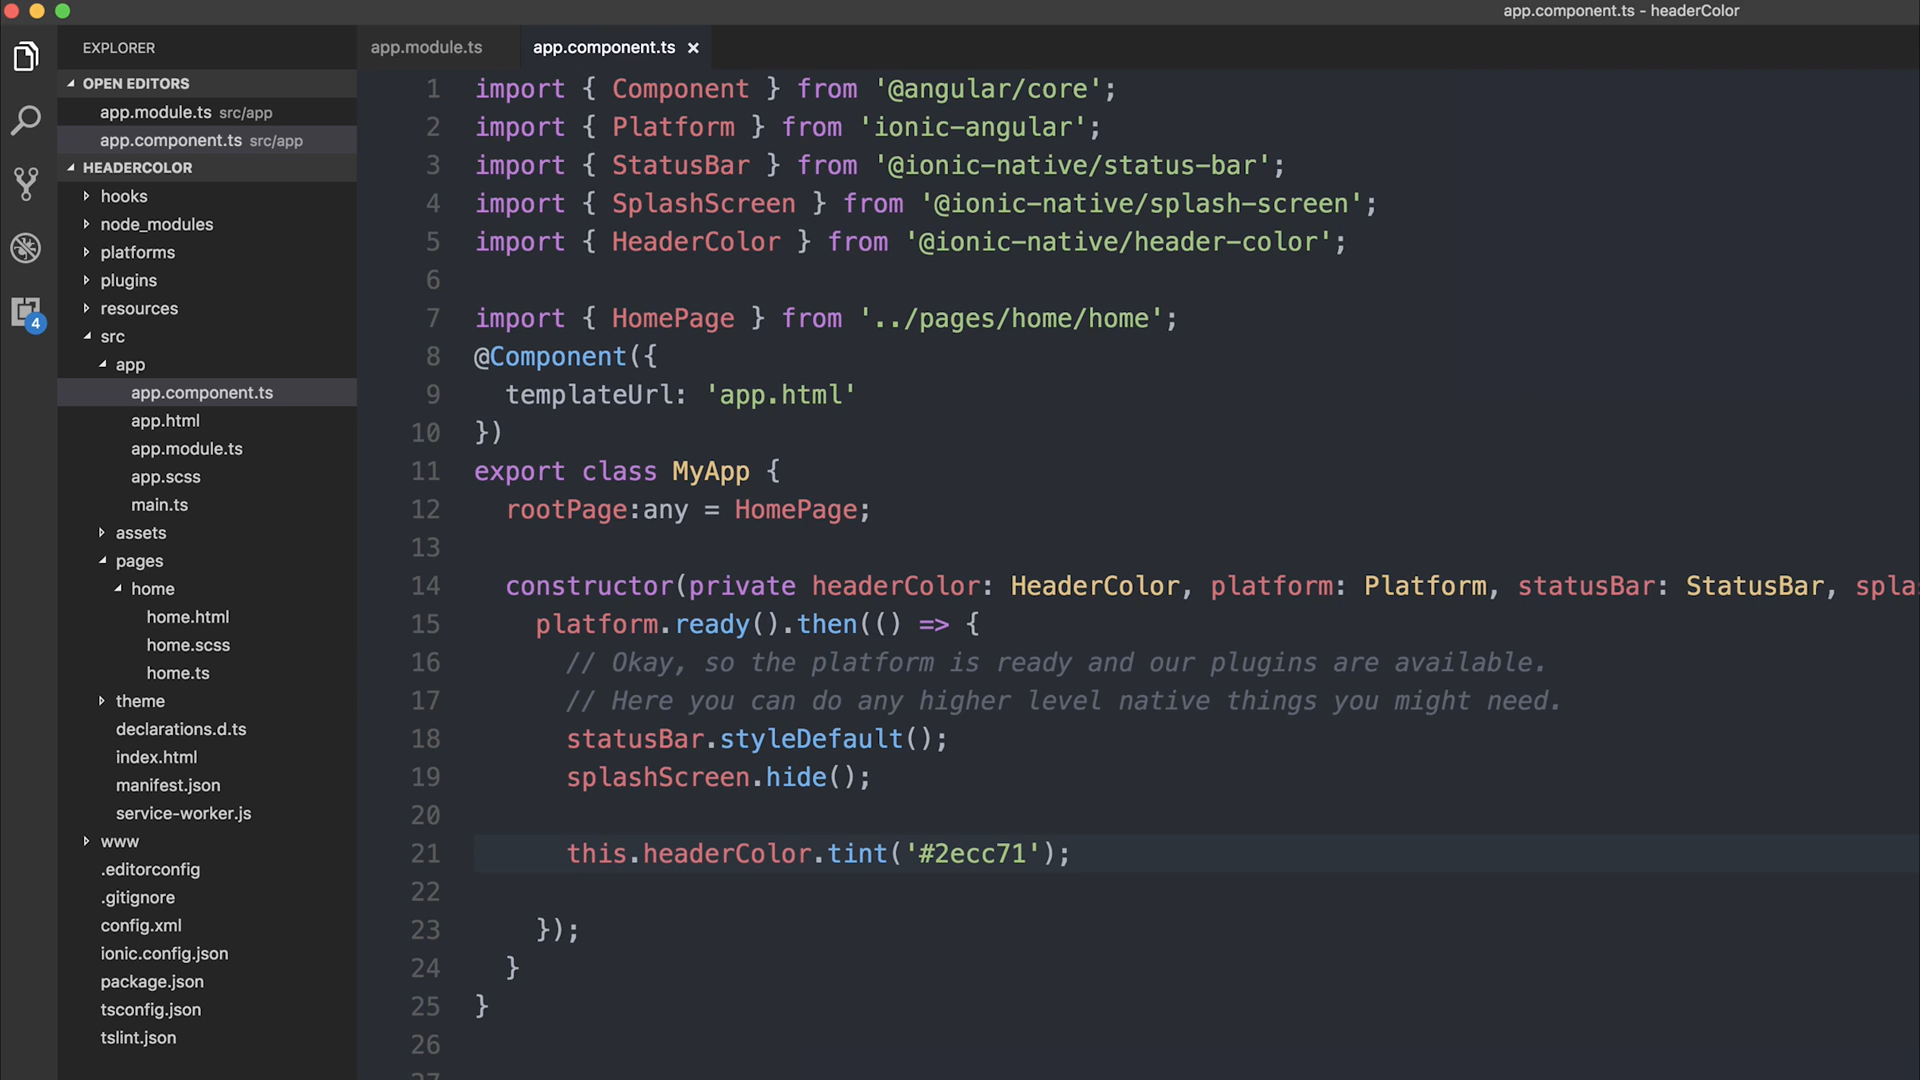 app.component.ts - headerColor
EXPLORER
OPEN EDITORS
app.module.ts src/app
app.component.ts src/app
HEADERCOLOR
hooks
node_modules
platforms
plugins
resources
src
app
app.component.ts
app.html
app.module.ts
app.scss
main.ts
assets
pages
home
home.html
home.scss
home.ts
theme
declarations.d.ts
index.html
manifest.json
service-worker.js
www
.editorconfig
.gitignore
config.xml
ionic.config.json
package.json
tsconfig.json
tslint.json
4
app.module.ts app.component.ts ×
1 import { Component } from '@angular/core';
2 import { Platform } from 'ionic-angular';
3 import { StatusBar } from '@ionic-native/status-bar';
4 import { SplashScreen } from '@ionic-native/splash-screen';
5 import { HeaderColor } from '@ionic-native/header-color';
6
7 import { HomePage } from '../pages/home/home';
8 @Component({
9 templateUrl: 'app.html'
10 })
11 export class MyApp {
12 rootPage:any = HomePage;
13
14 constructor(private headerColor: HeaderColor, platform: Platform, statusBar: StatusBar, spla
15 platform.ready().then(() => {
16 // Okay, so the platform is ready and our plugins are available.
17 // Here you can do any higher level native things you might need.
18 statusBar.styleDefault();
19 splashScreen.hide();
20
21 this.headerColor.tint('#2ecc71');
22
23 });
24 }
25 }
26
27